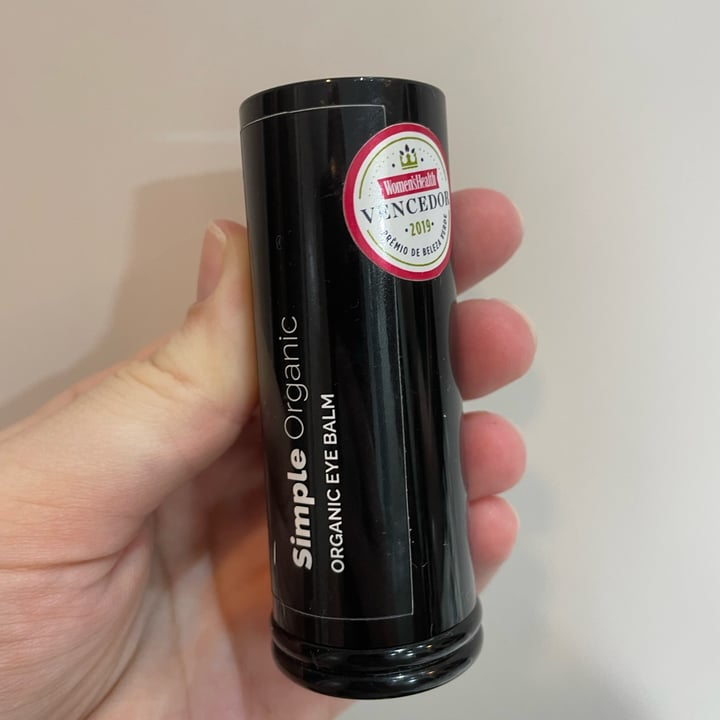 Women'sHealth
VENCEDOR
•2019•
PRÊMIO DE BELEZA VERDE
Simple Organic
ORGANIC EYE BALM